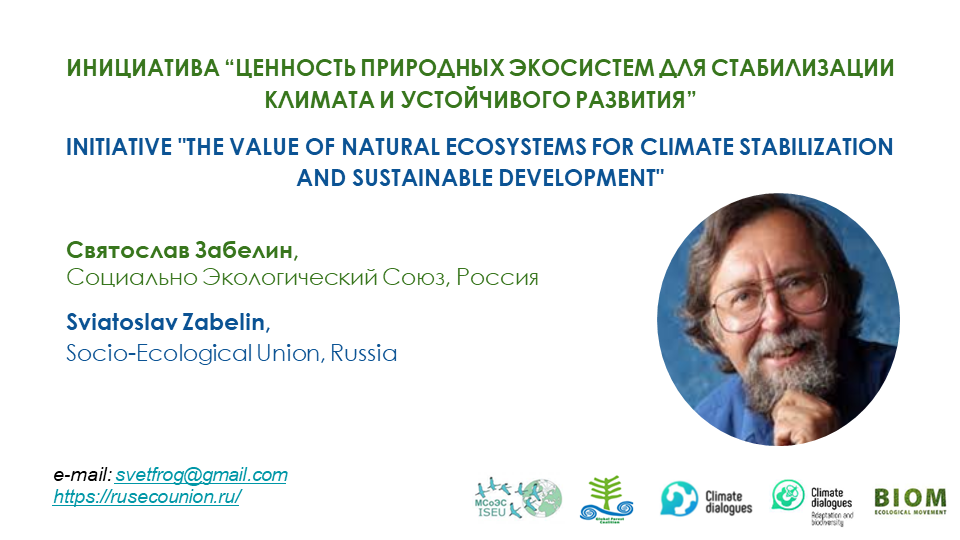 ИНИЦИАТИВА “ЦЕННОСТЬ ПРИРОДНЫХ ЭКОСИСТЕМ ДЛЯ СТАБИЛИЗАЦИИ
КЛИМАТА И УСТОЙЧИВОГО РАЗВИТИЯ”
INITIATIVE "THE VALUE OF NATURAL ECOSYSTEMS FOR CLIMATE STABILIZATION
AND SUSTAINABLE DEVELOPMENT"
Святослав Забелин,
Социально Экологический Союз, Россия
Sviatoslav Zabelin,
Socio-Ecological Union, Russia
e-mail: svetfrog@gmail.com
https://rusecounion.ru/
МСоЭС
ISEU
Global Forest
Coalition
Climate
dialogues
Climate
dialogues
Adaptation and
biodiversity
BIOM
ECOLOGICAL MOVEMENT